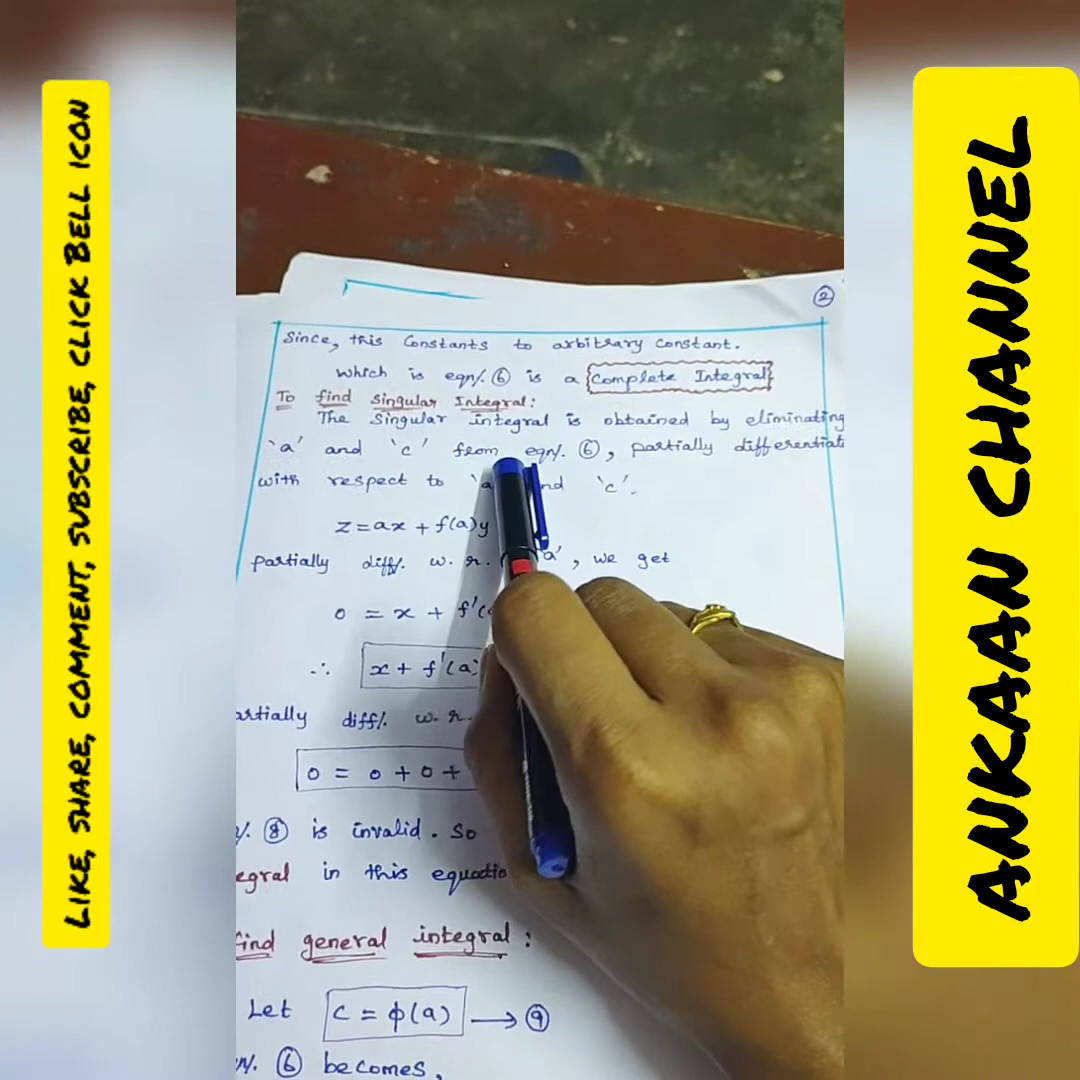 LIKE, SHARE, COMMENT, SUBSCRIBE, CLICK BELL ICON
②
Since, this Constants to arbitrary constant.
Which is eqn/. ⑥ is a Complete Integral
To find Singular Integral:
The Singular integral is obtained by eliminating
'a' and 'c' from eqn/. ⑥, partially differentiate
with respect to 'a 'c'.
z = ax + f(a)y
partially diff/. w.r. a', we get
0 = x + f'(
∴ x + f'(a)
artially diff/. w.r.
0 = 0 + 0 +
⑧ is invalid. So
egral in this equatio
find general integral:
Let c = φ(a) → ⑨
⑥ becomes,
ANKAAN CHANNEL